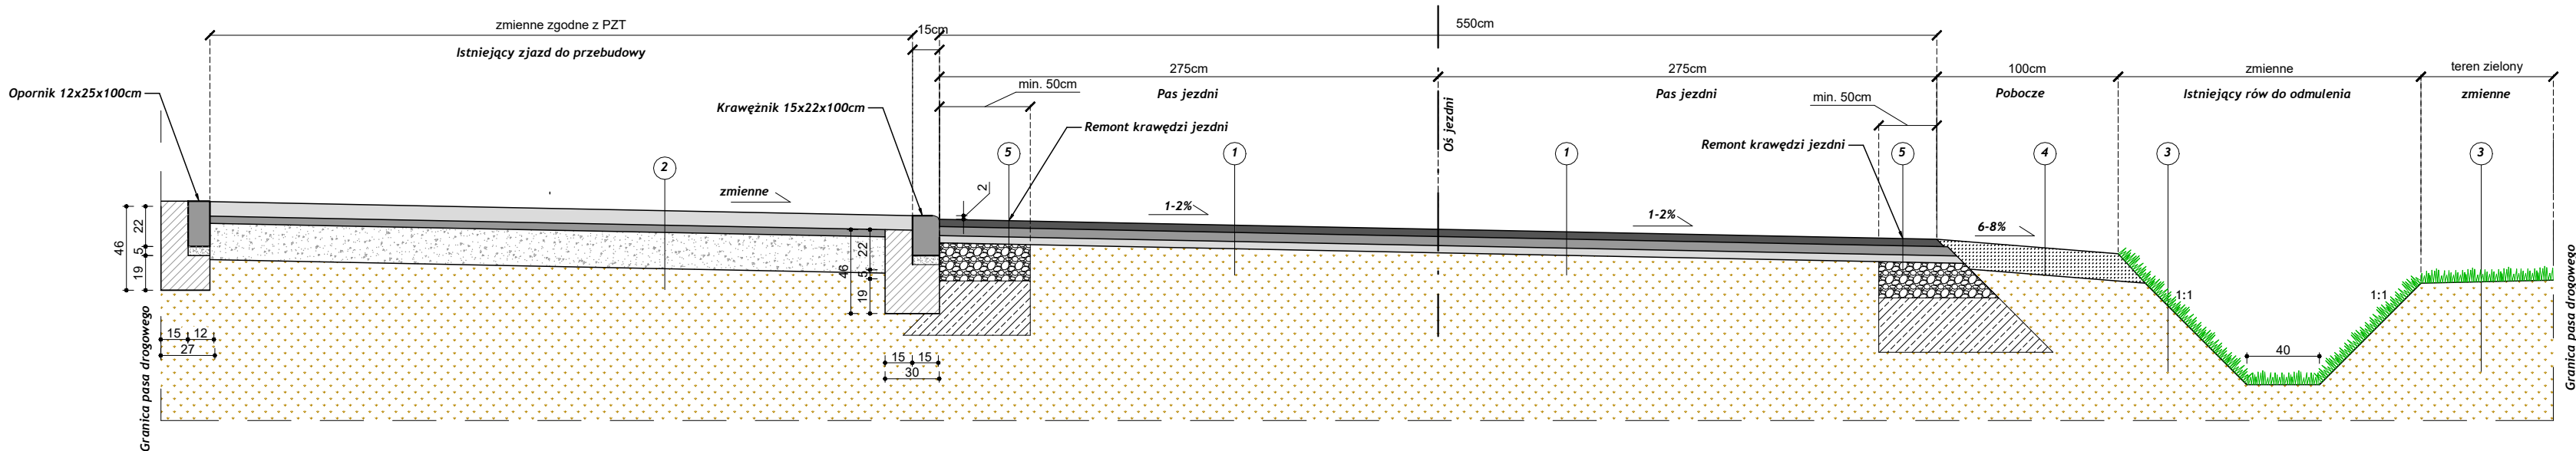 zmienne zgodne z PZT
15cm
550cm
Istniejący zjazd do przebudowy
275cm
275cm
100cm
zmienne
teren zielony
min. 50cm
Pas jezdni
Pas jezdni
min. 50cm
Pobocze
Istniejący rów do odmulenia
zmienne
Opornik 12x25x100cm
Krawężnik 15x22x100cm
Remont krawędzi jezdni
Oś jezdni
Remont krawędzi jezdni
2
5
1
1
5
4
3
3
zmienne
2
1-2%
1-2%
6-8%
46
22
5
19
46
22
5
19
1:1
1:1
15
12
27
15
15
30
40
Granica pasa drogowego
Granica pasa drogowego